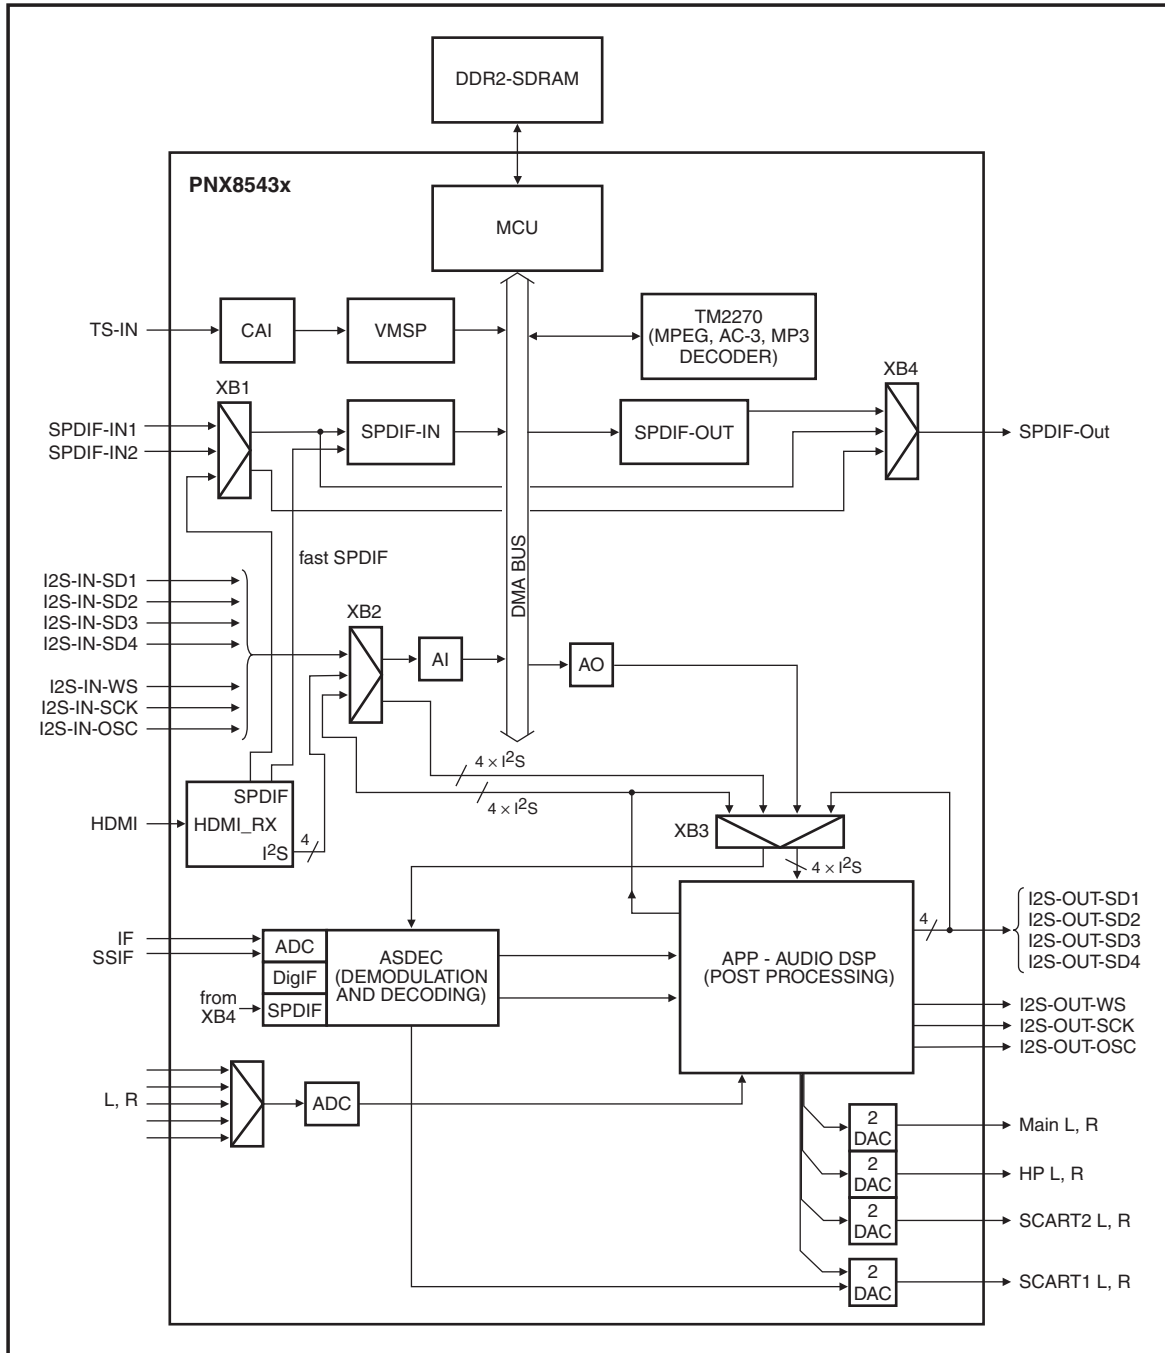 DDR2-SDRAM
PNX8543x
MCU
TS-IN
CAI
VMSP
TM2270
(MPEG, AC-3, MP3
DECODER)
XB1
XB4
SPDIF-IN1
SPDIF-IN2
SPDIF-IN
SPDIF-OUT
SPDIF-Out
DMA BUS
fast SPDIF
I2S-IN-SD1
I2S-IN-SD2
I2S-IN-SD3
I2S-IN-SD4
I2S-IN-WS
I2S-IN-SCK
I2S-IN-OSC
XB2
AI
AO
4 × I²S
4 × I²S
HDMI
SPDIF
HDMI_RX
I²S
4
XB3
4 × I²S
IF
SSIF
from
XB4
ADC
DigIF
SPDIF
ASDEC
(DEMODULATION
AND DECODING)
APP - AUDIO DSP
(POST PROCESSING)
4
I2S-OUT-SD1
I2S-OUT-SD2
I2S-OUT-SD3
I2S-OUT-SD4
I2S-OUT-WS
I2S-OUT-SCK
I2S-OUT-OSC
L, R
ADC
2
DAC
Main L, R
2
DAC
HP L, R
2
DAC
SCART2 L, R
2
DAC
SCART1 L, R